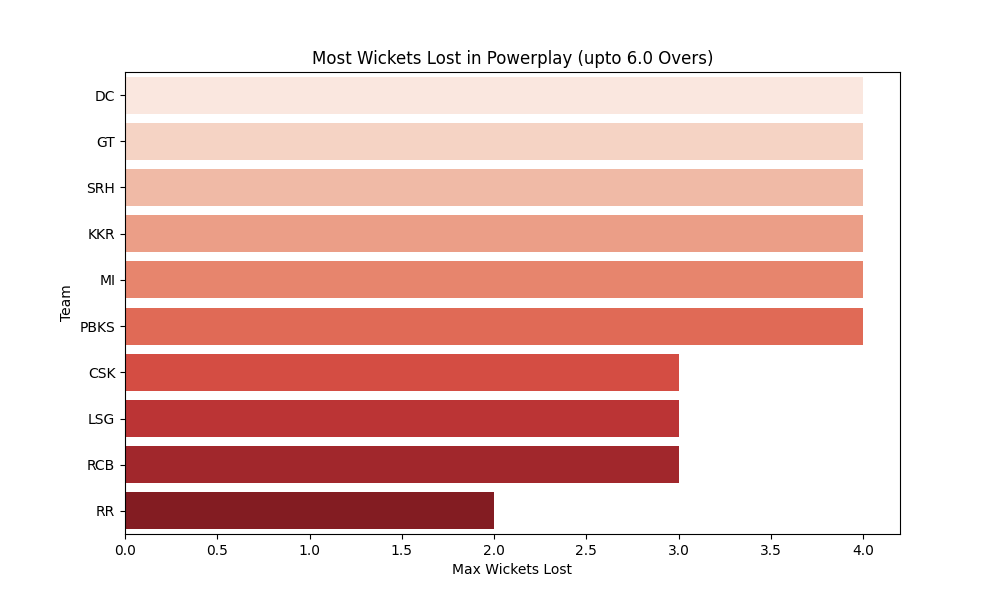 Most Wickets Lost in Powerplay (upto 6.0 Overs)
DC
GT
SRH
KKR
MI
PBKS
CSK
LSG
RCB
RR
Team
0.0 0.5 1.0 1.5 2.0 2.5 3.0 3.5 4.0
Max Wickets Lost